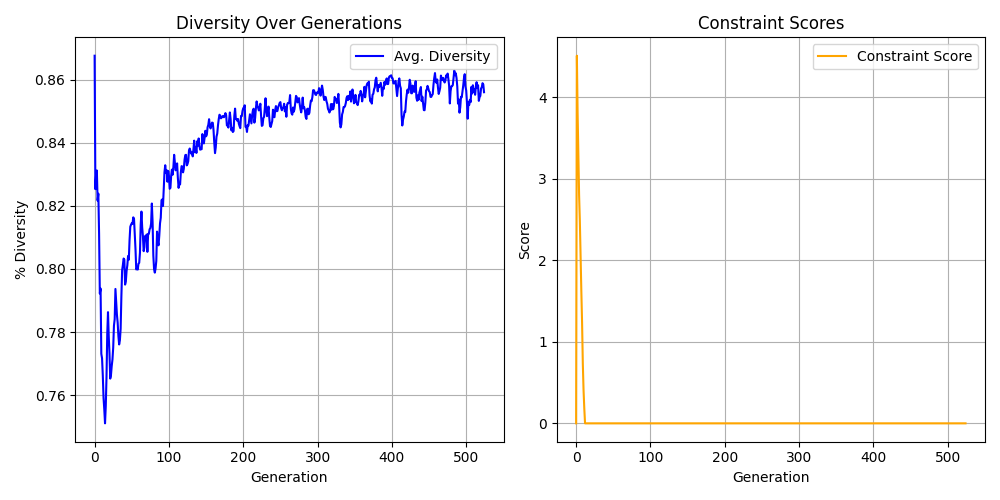 Diversity Over Generations
Avg. Diversity
% Diversity
0.86
0.84
0.82
0.80
0.78
0.76
0 100 200 300 400 500
Generation
Constraint Scores
Constraint Score
Score
4
3
2
1
0
0 100 200 300 400 500
Generation